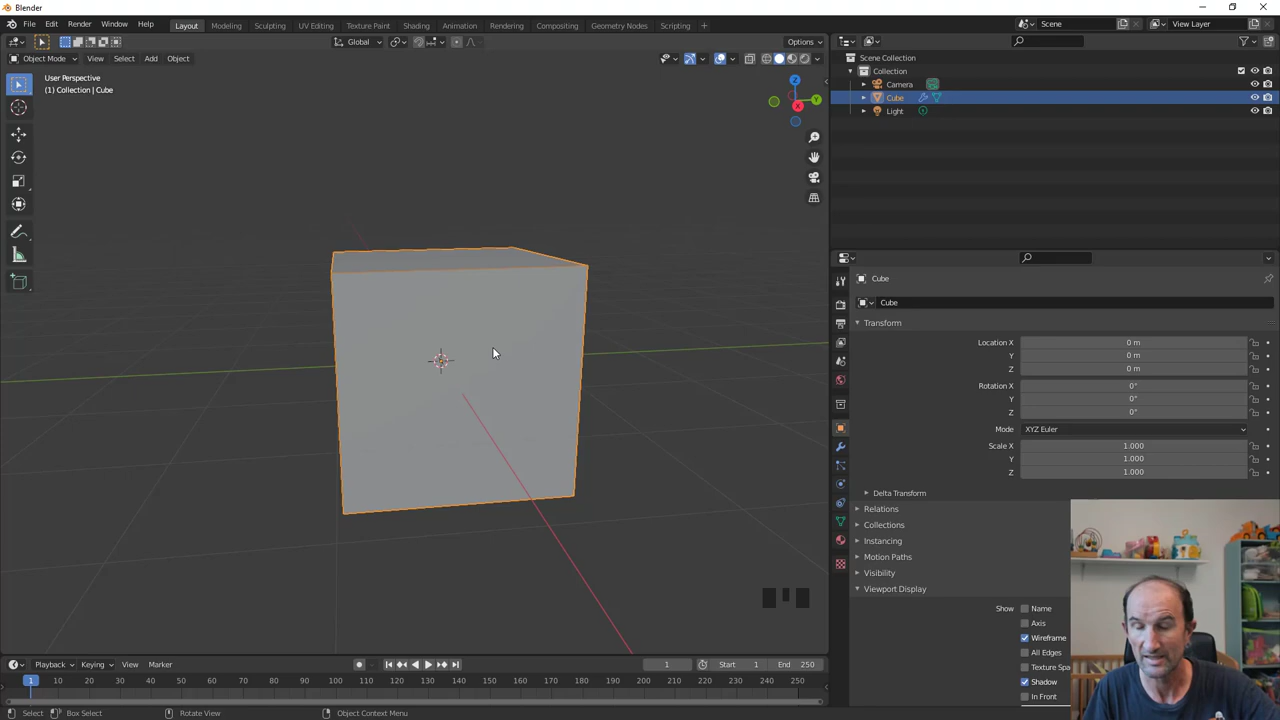 Blender
File Edit Render Window Help Layout Modeling Sculpting UV Editing Texture Paint Shading Animation Rendering Compositing Geometry Nodes Scripting + Scene View Layer
Global Options
Object Mode View Select Add Object
User Perspective
(1) Collection | Cube
Z
Y
X
Scene Collection
Collection
Camera
Cube
Light
Cube
Cube
Transform
Location X 0 m
Y 0 m
Z 0 m
Rotation X 0°
Y 0°
Z 0°
Mode XYZ Euler
Scale X 1.000
Y 1.000
Z 1.000
Delta Transform
Relations
Collections
Instancing
Motion Paths
Visibility
Viewport Display
Show Name
Axis
Wireframe
All Edges
Texture Spa
Shadow
In Front
Playback Keying View Marker 1 Start 1 End 250
1 10 20 30 40 50 60 70 80 90 100 110 120 130 140 150 160 170 180 190 200 210 220 230 240 250
Select Box Select Rotate View Object Context Menu